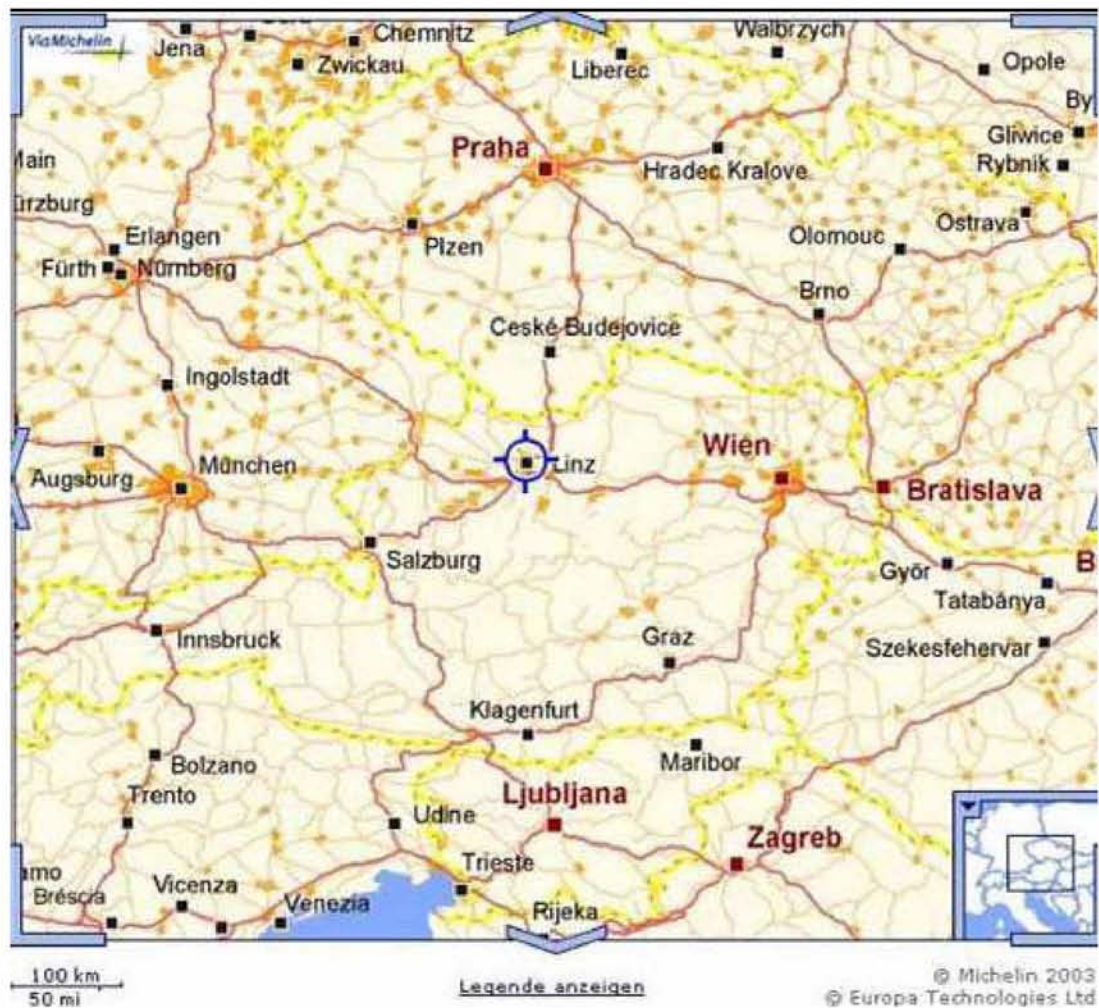 ViaMichelin
Jena
Chemnitz
Zwickau
Liberec
Walbrzych
Opole
By
Gliwice
Rybnik
Main
Praha
Hradec Kralove
ürzburg
Erlangen
Plzen
Olomouc
Ostrava
Fürth
Nürnberg
Brno
Ceské Budejovice
Ingolstadt
Wien
München
Linz
Augsburg
Bratislava
Salzburg
Györ
B
Tatabánya
Innsbruck
Graz
Szekesfehervar
Klagenfurt
Bolzano
Maribor
Trento
Ljubljana
Udine
Zagreb
Trieste
amo
Vicenza
Bréscia
Venezia
Rijeka
100 km
50 mi
Legende anzeigen
© Michelin 2003
© Europa Technologies Ltd